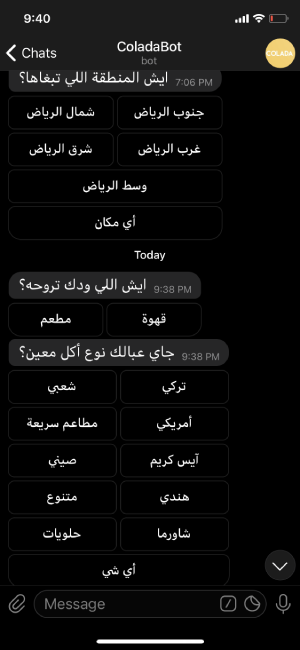 9:40
Chats
ColadaBot
bot
COLADA
ايش المنطقة اللي تبغاها؟ 7:06 PM
جنوب الرياض
شمال الرياض
غرب الرياض
شرق الرياض
وسط الرياض
أي مكان
Today
ايش اللي ودك تروحه؟ 9:38 PM
قهوة
مطعم
جاي عبالك نوع أكل معين؟ 9:38 PM
تركي
شعبي
أمريكي
مطاعم سريعة
آيس كريم
صيني
هندي
متنوع
شاورما
حلويات
أي شي
Message